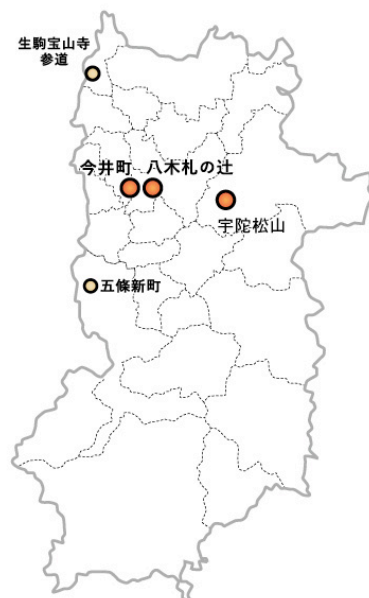 生駒宝山寺
参道
今井町
八木札の辻
宇陀松山
五條新町